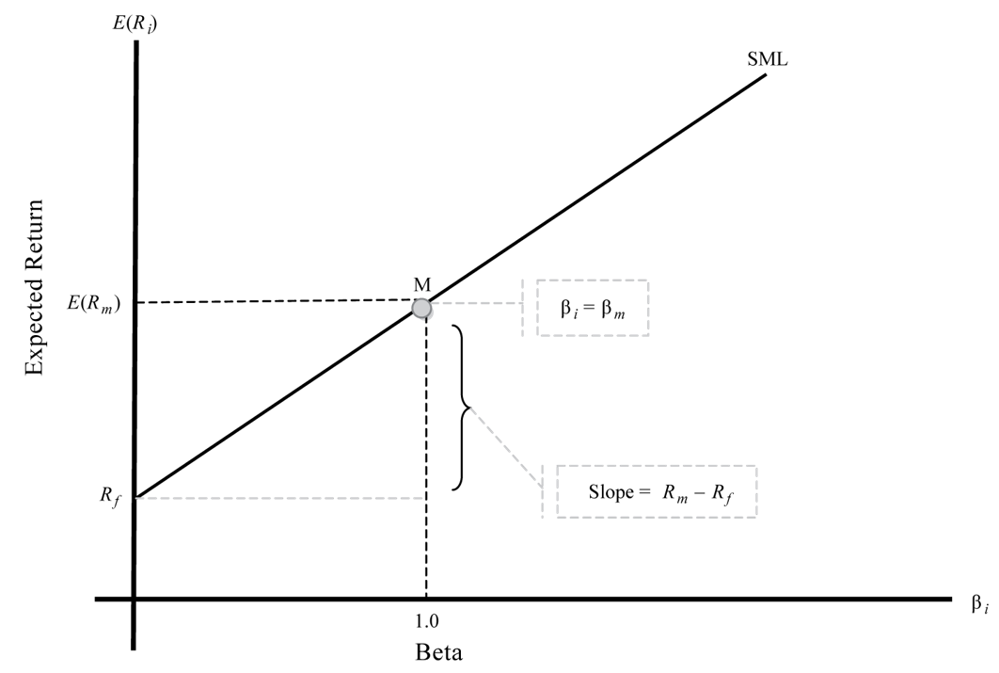 E(Ri)
SML
Expected Return
M
E(Rm)
βi = βm
Rf
Slope = Rm – Rf
1.0
βi
Beta